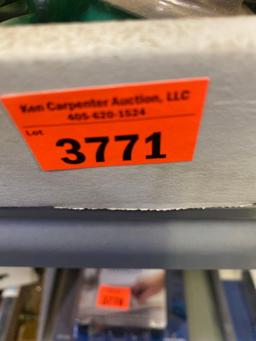 Ken Carpenter Auction, LLC
405-620-1524
Lot
3771